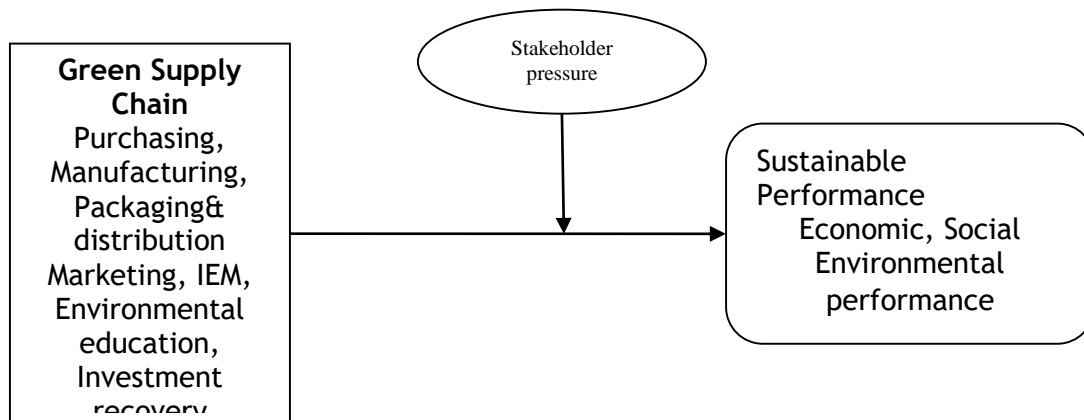 Green Supply
Chain
Purchasing,
Manufacturing,
Packaging&
distribution
Marketing, IEM,
Environmental
education,
Investment
recovery
Stakeholder
pressure
Sustainable
Performance
Economic, Social
Environmental
performance